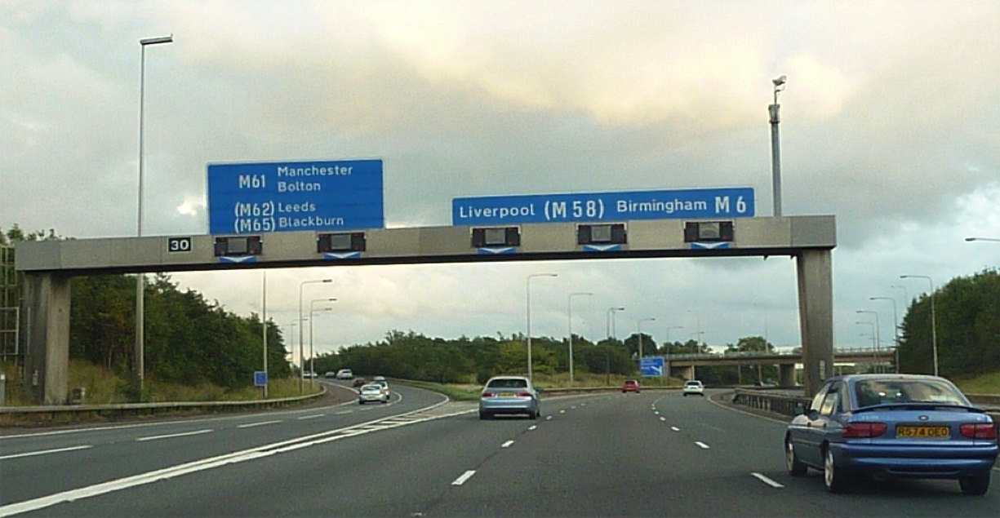 M61 Manchester
Bolton
(M62) Leeds
(M65) Blackburn
Liverpool (M 58) Birmingham M 6
30
R574 OEO